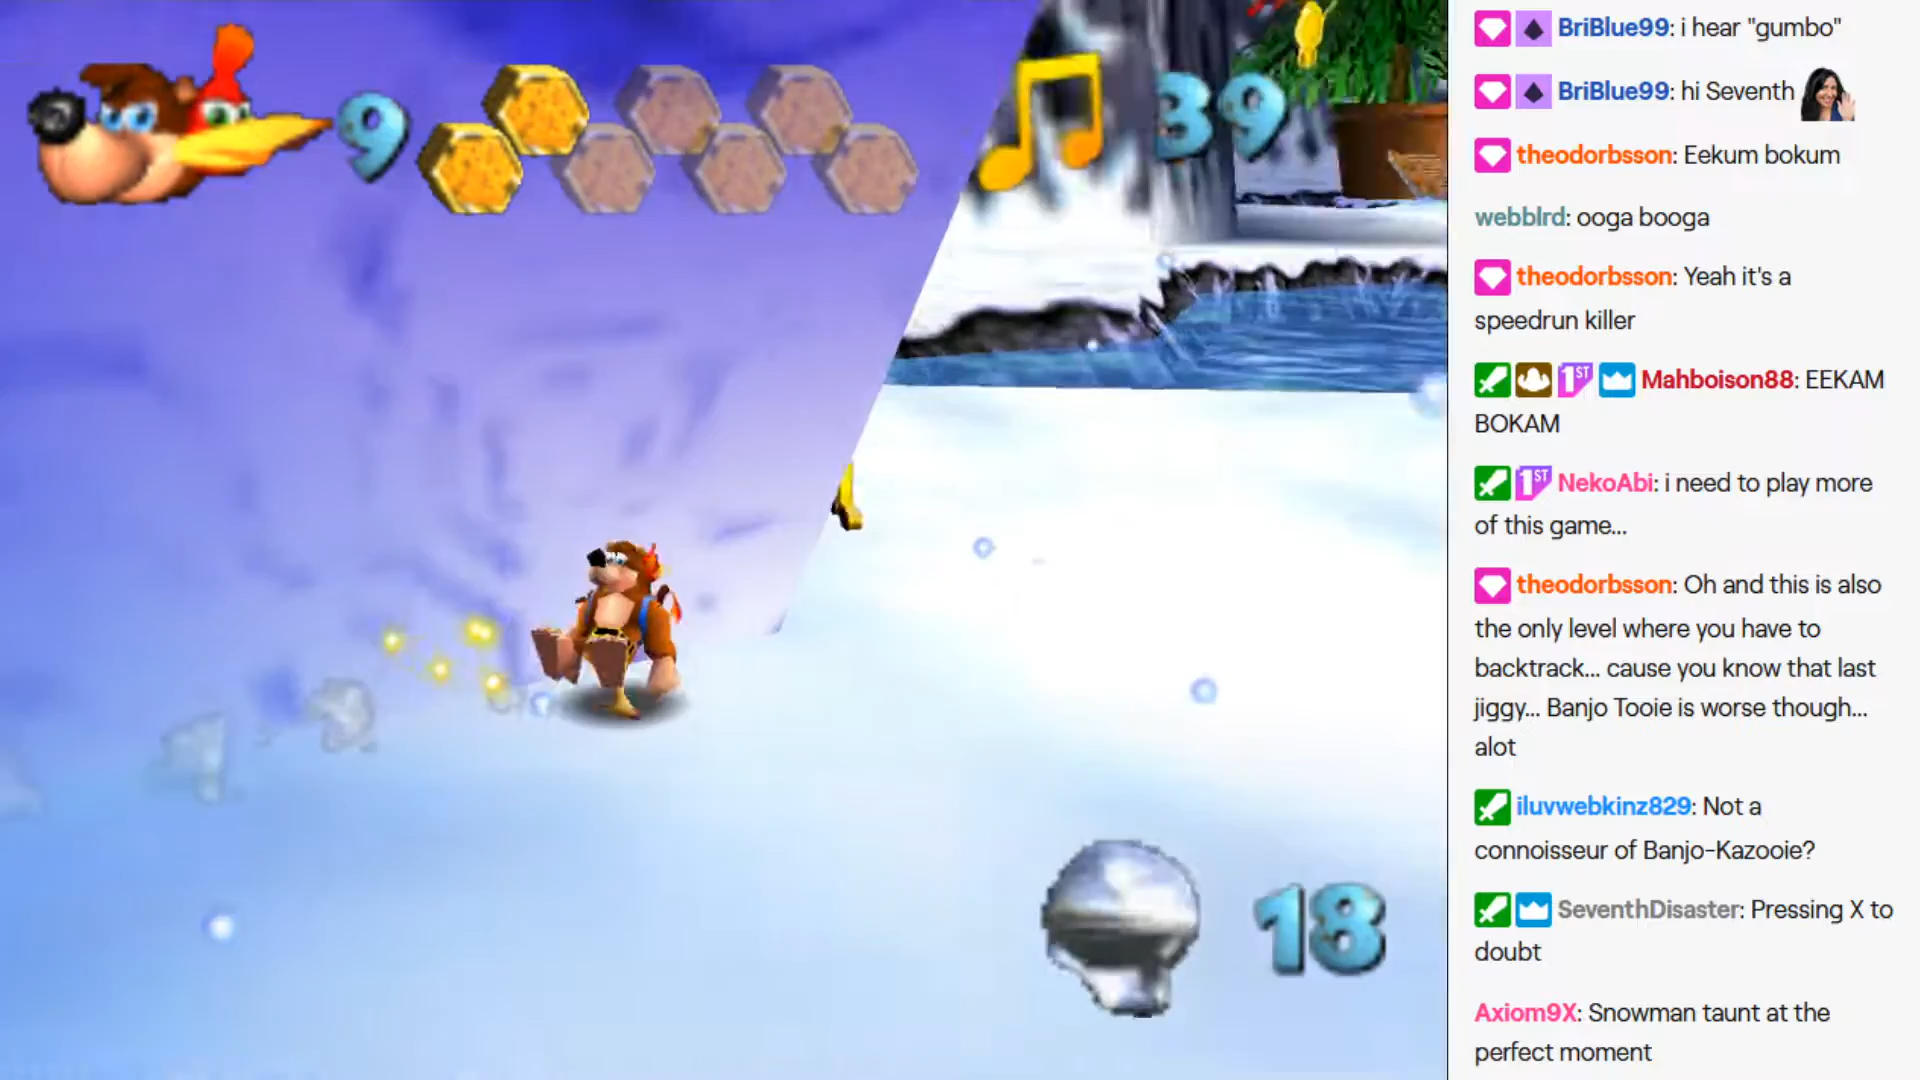 9
39
18
BriBlue99: i hear "gumbo"
BriBlue99: hi Seventh
theodorbsson: Eekum bokum
webblrd: ooga booga
theodorbsson: Yeah it's a
speedrun killer
1ST Mahboison88: EEKAM
BOKAM
1ST NekoAbi: i need to play more
of this game...
theodorbsson: Oh and this is also
the only level where you have to
backtrack... cause you know that last
jiggy... Banjo Tooie is worse though...
alot
iluvwebkinz829: Not a
connoisseur of Banjo-Kazooie?
SeventhDisaster: Pressing X to
doubt
Axiom9X: Snowman taunt at the
perfect moment